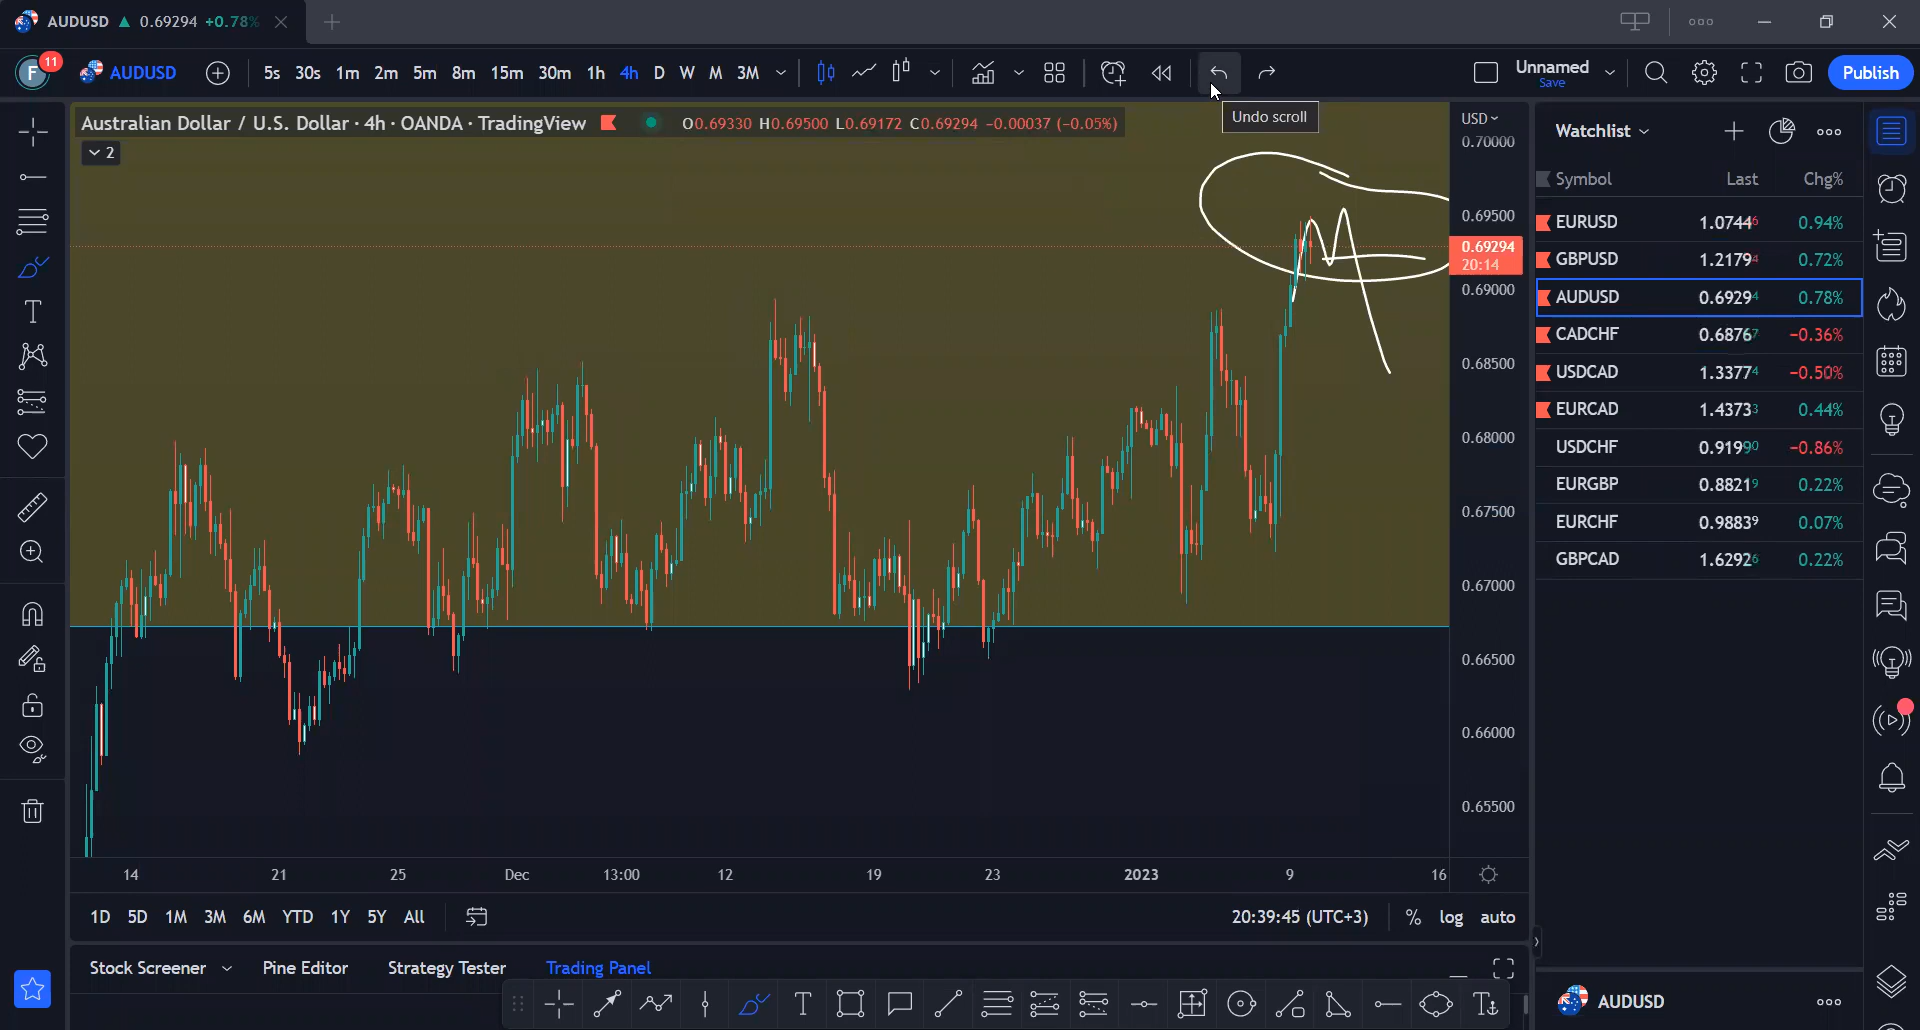 AUDUSD ▲ 0.69294 +0.78%
F 11 AUDUSD 5s 30s 1m 2m 5m 8m 15m 30m 1h 4h D W M 3M Unnamed Save Publish
Undo scroll
Australian Dollar / U.S. Dollar · 4h · OANDA · TradingView O0.69330 H0.69500 L0.69172 C0.69294 -0.00037 (-0.05%)
2
USD
0.70000
0.69500
0.69294
20:14
0.69000
0.68500
0.68000
0.67500
0.67000
0.66500
0.66000
0.65500
14 21 25 Dec 13:00 12 19 23 2023 9 16
1D 5D 1M 3M 6M YTD 1Y 5Y All 20:39:45 (UTC+3) % log auto
Stock Screener Pine Editor Strategy Tester Trading Panel
Watchlist
Symbol Last Chg%
EURUSD 1.07446 0.94%
GBPUSD 1.21794 0.72%
AUDUSD 0.69294 0.78%
CADCHF 0.68767 -0.36%
USDCAD 1.33774 -0.50%
EURCAD 1.43733 0.44%
USDCHF 0.91990 -0.86%
EURGBP 0.88219 0.22%
EURCHF 0.98839 0.07%
GBPCAD 1.62926 0.22%
AUDUSD